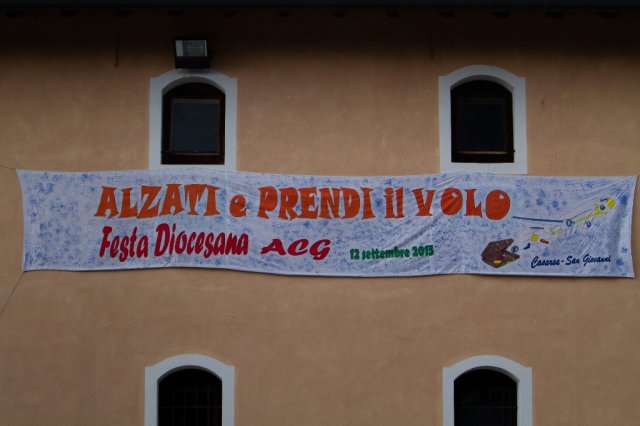 ALZATI e PRENDI il VOLO
Festa Diocesana ACG 12 settembre 2015
Casarsa - San Giovanni